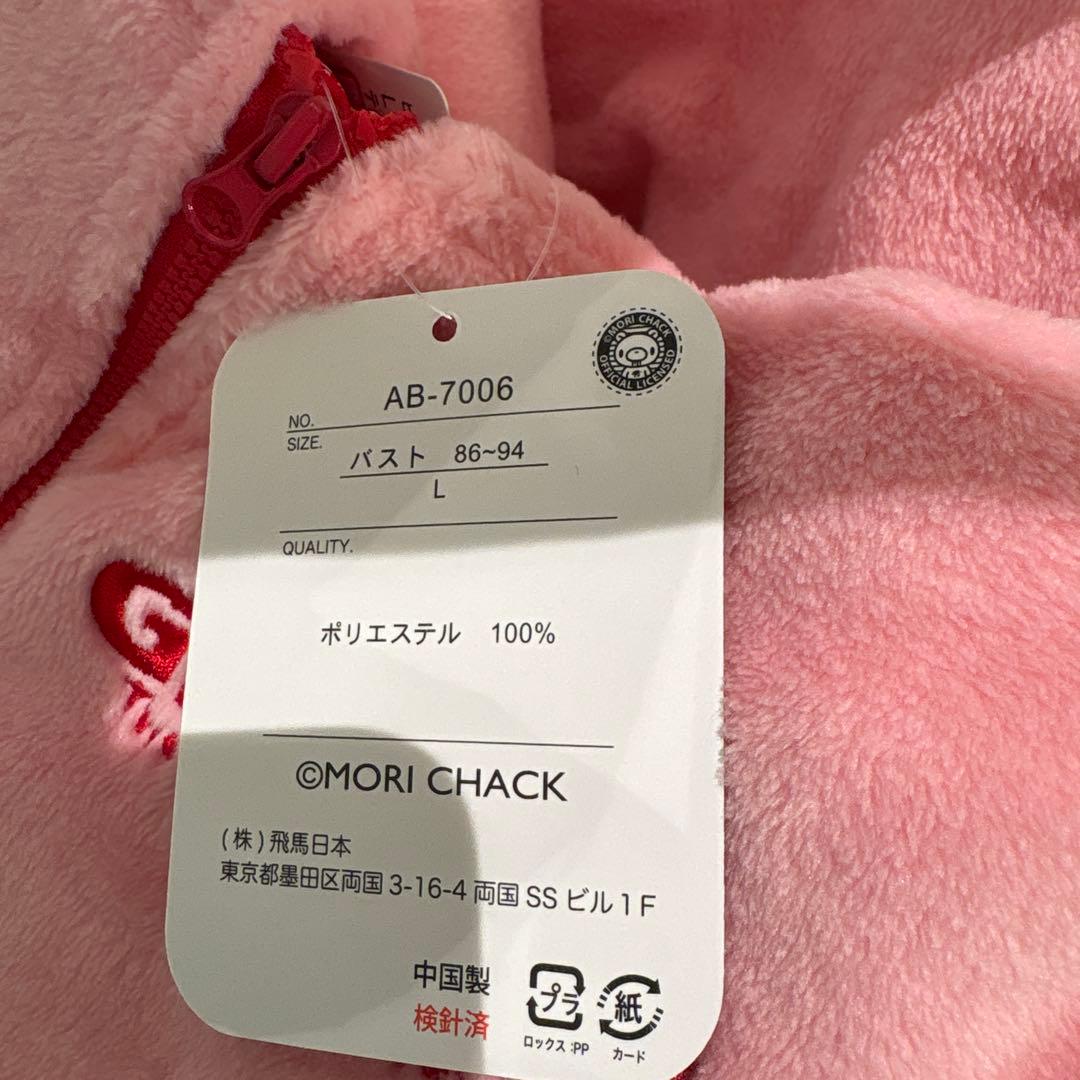 ©MORI CHACK
OFFICIAL LICENSED
NO. AB-7006
SIZE. バスト 86~94
L
QUALITY.
ポリエステル 100%
©MORI CHACK
(株)飛馬日本
東京都墨田区両国3-16-4両国SSビル1F
中国製
検針済
プラ
ロックス:PP
紙
カード